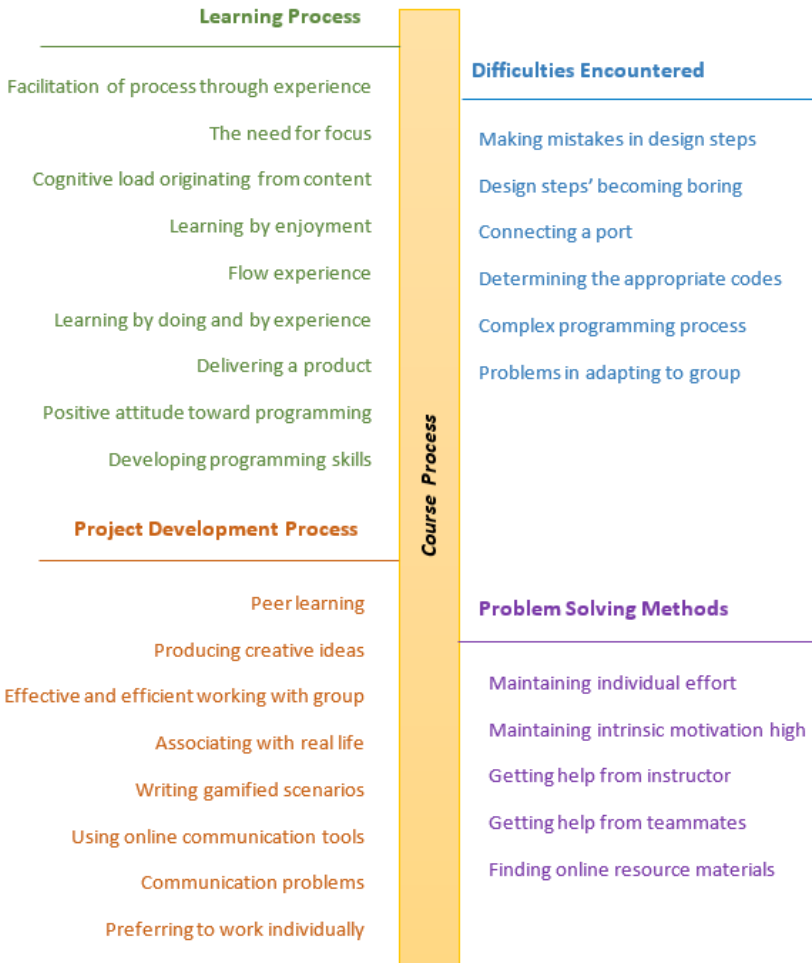 Learning Process
Facilitation of process through experience
The need for focus
Cognitive load originating from content
Learning by enjoyment
Flow experience
Learning by doing and by experience
Delivering a product
Positive attitude toward programming
Developing programming skills
Project Development Process
Peer learning
Producing creative ideas
Effective and efficient working with group
Associating with real life
Writing gamified scenarios
Using online communication tools
Communication problems
Preferring to work individually
Course Process
Difficulties Encountered
Making mistakes in design steps
Design steps’ becoming boring
Connecting a port
Determining the appropriate codes
Complex programming process
Problems in adapting to group
Problem Solving Methods
Maintaining individual effort
Maintaining intrinsic motivation high
Getting help from instructor
Getting help from teammates
Finding online resource materials